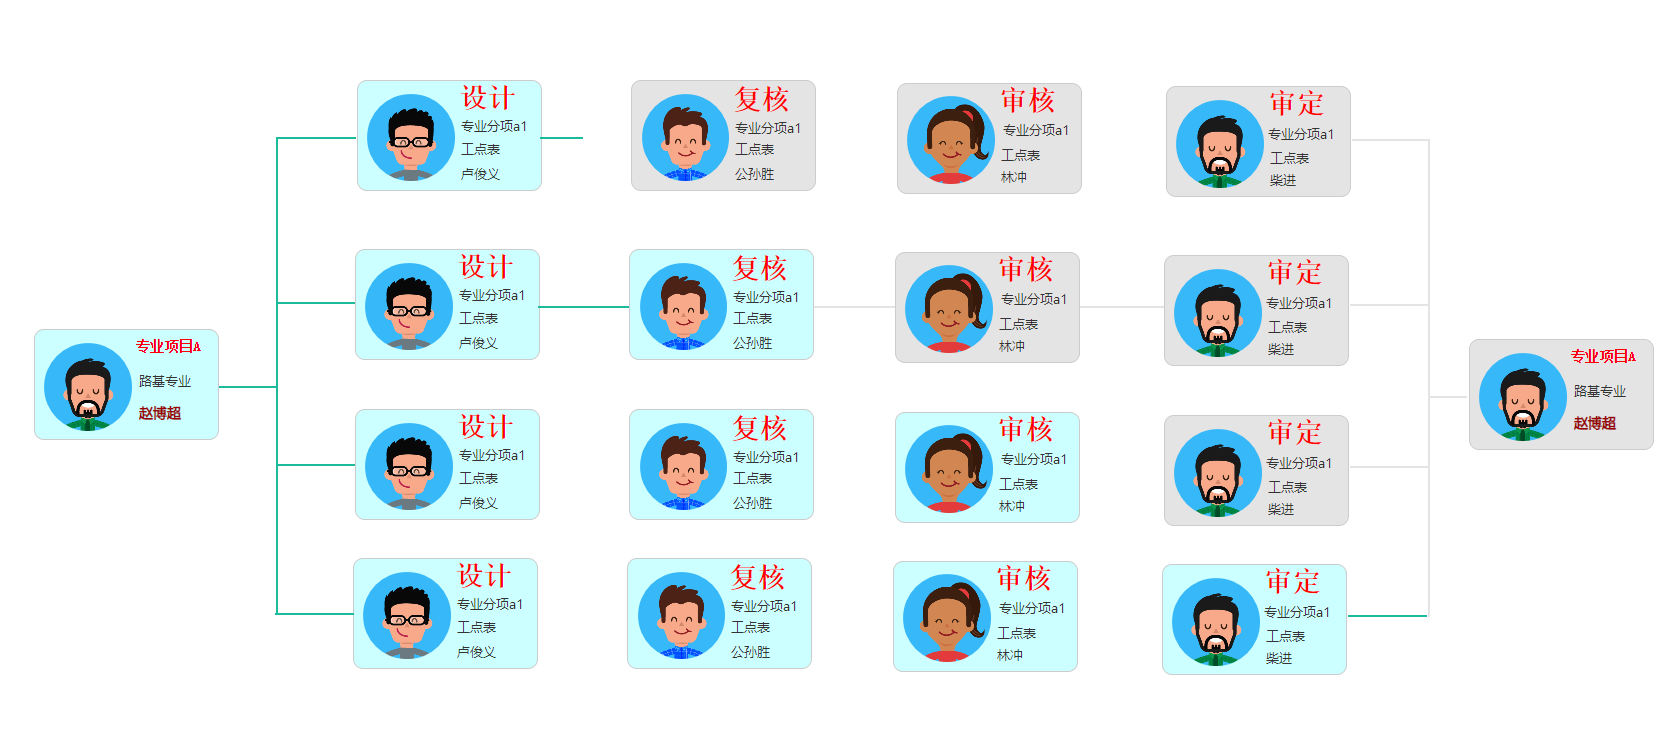 设计
专业分项a1
工点表
卢俊义
复核
专业分项a1
工点表
公孙胜
审核
专业分项a1
工点表
林冲
审定
专业分项a1
工点表
柴进
设计
专业分项a1
工点表
卢俊义
复核
专业分项a1
工点表
公孙胜
审核
专业分项a1
工点表
林冲
审定
专业分项a1
工点表
柴进
专业项目A
路基专业
赵博超
专业项目A
路基专业
赵博超
设计
专业分项a1
工点表
卢俊义
复核
专业分项a1
工点表
公孙胜
审核
专业分项a1
工点表
林冲
审定
专业分项a1
工点表
柴进
设计
专业分项a1
工点表
卢俊义
复核
专业分项a1
工点表
公孙胜
审核
专业分项a1
工点表
林冲
审定
专业分项a1
工点表
柴进